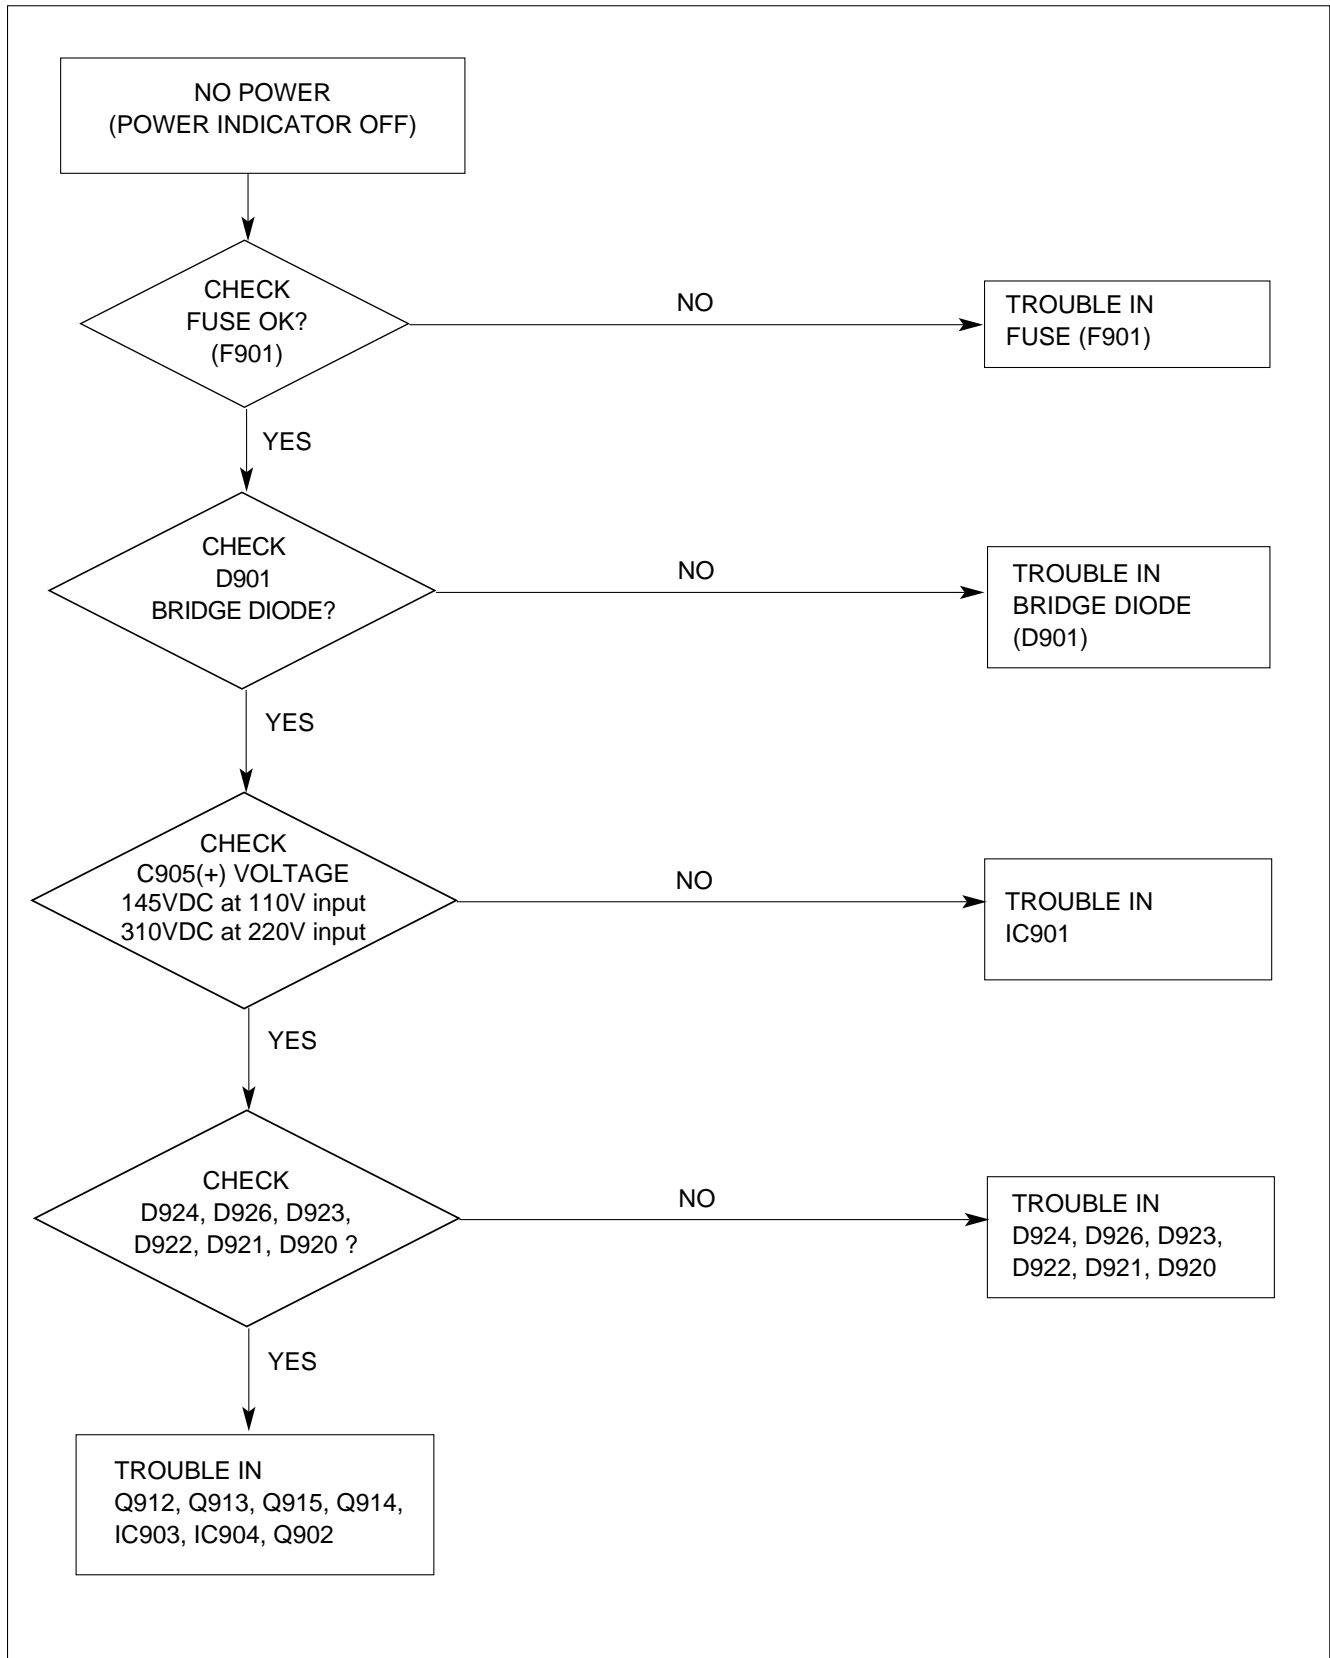 NO POWER
(POWER INDICATOR OFF)
CHECK
FUSE OK?
(F901)
NO
TROUBLE IN
FUSE (F901)
YES
CHECK
D901
BRIDGE DIODE?
NO
TROUBLE IN
BRIDGE DIODE
(D901)
YES
CHECK
C905(+) VOLTAGE
145VDC at 110V input
310VDC at 220V input
NO
TROUBLE IN
IC901
YES
CHECK
D924, D926, D923,
D922, D921, D920 ?
NO
TROUBLE IN
D924, D926, D923,
D922, D921, D920
YES
TROUBLE IN
Q912, Q913, Q915, Q914,
IC903, IC904, Q902